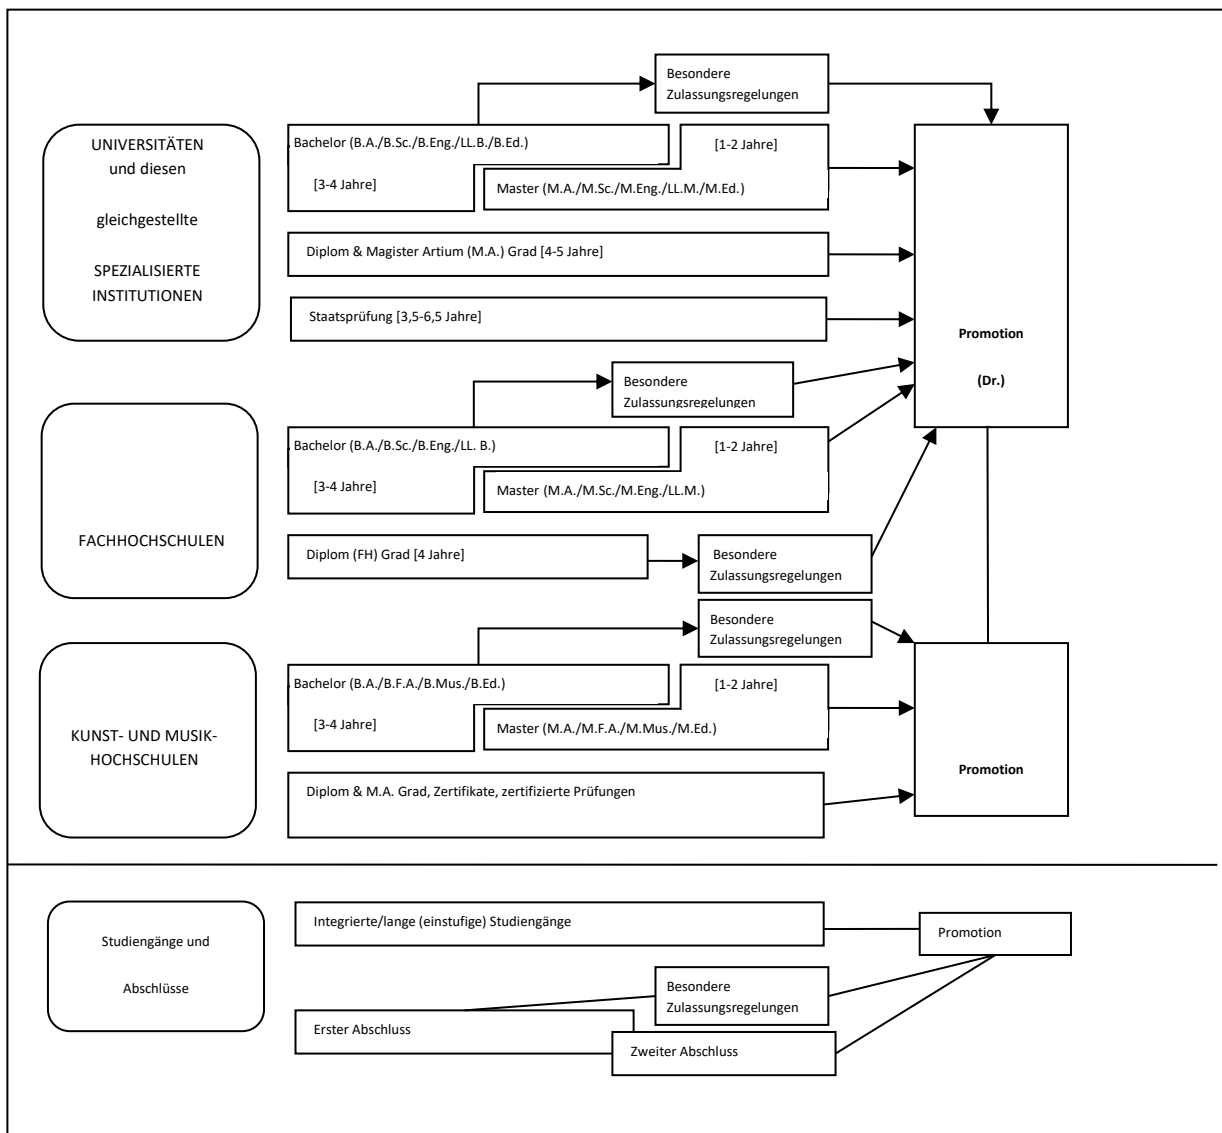 Besondere
Zulassungsregelungen
UNIVERSITÄTEN
und diesen
gleichgestellte
SPEZIALISIERTE
INSTITUTIONEN
Bachelor (B.A./B.Sc./B.Eng./LL.B./B.Ed.)
[3-4 Jahre]
[1-2 Jahre]
Master (M.A./M.Sc./M.Eng./LL.M./M.Ed.)
Diplom & Magister Artium (M.A.) Grad [4-5 Jahre]
Staatsprüfung [3,5-6,5 Jahre]
Promotion
(Dr.)
Besondere
Zulassungsregelungen
FACHHOCHSCHULEN
Bachelor (B.A./B.Sc./B.Eng./LL. B.)
[3-4 Jahre]
[1-2 Jahre]
Master (M.A./M.Sc./M.Eng./LL.M.)
Diplom (FH) Grad [4 Jahre]
Besondere
Zulassungsregelungen
Besondere
Zulassungsregelungen
KUNST- UND MUSIK-
HOCHSCHULEN
Bachelor (B.A./B.F.A./B.Mus./B.Ed.)
[3-4 Jahre]
[1-2 Jahre]
Master (M.A./M.F.A./M.Mus./M.Ed.)
Diplom & M.A. Grad, Zertifikate, zertifizierte Prüfungen
Promotion
Studiengänge und
Abschlüsse
Integrierte/lange (einstufige) Studiengänge
Promotion
Besondere
Zulassungsregelungen
Erster Abschluss
Zweiter Abschluss